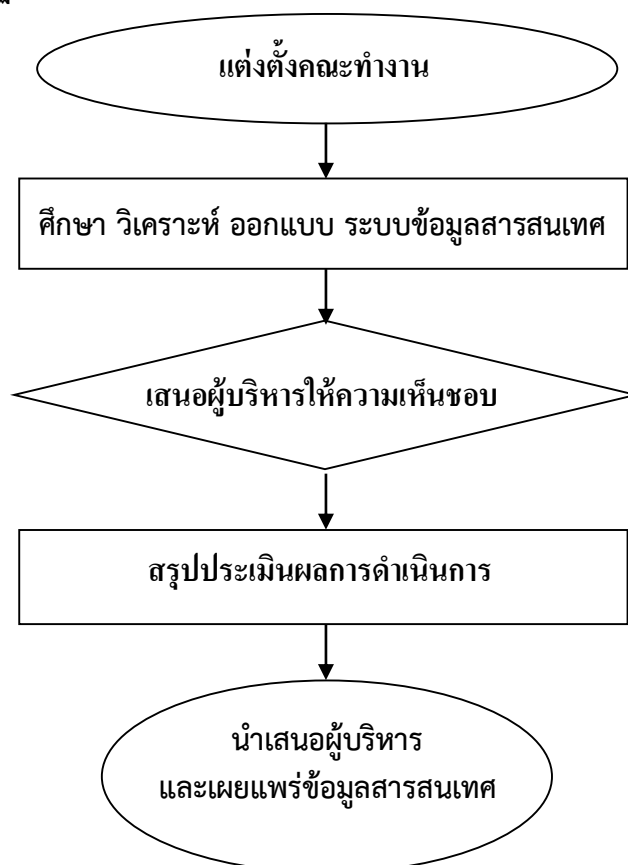 แต่งตั้งคณะทำงาน
ศึกษา วิเคราะห์ ออกแบบ ระบบข้อมูลสารสนเทศ
เสนอผู้บริหารให้ความเห็นชอบ
สรุปประเมินผลการดำเนินการ
นำเสนอผู้บริหาร
และเผยแพร่ข้อมูลสารสนเทศ